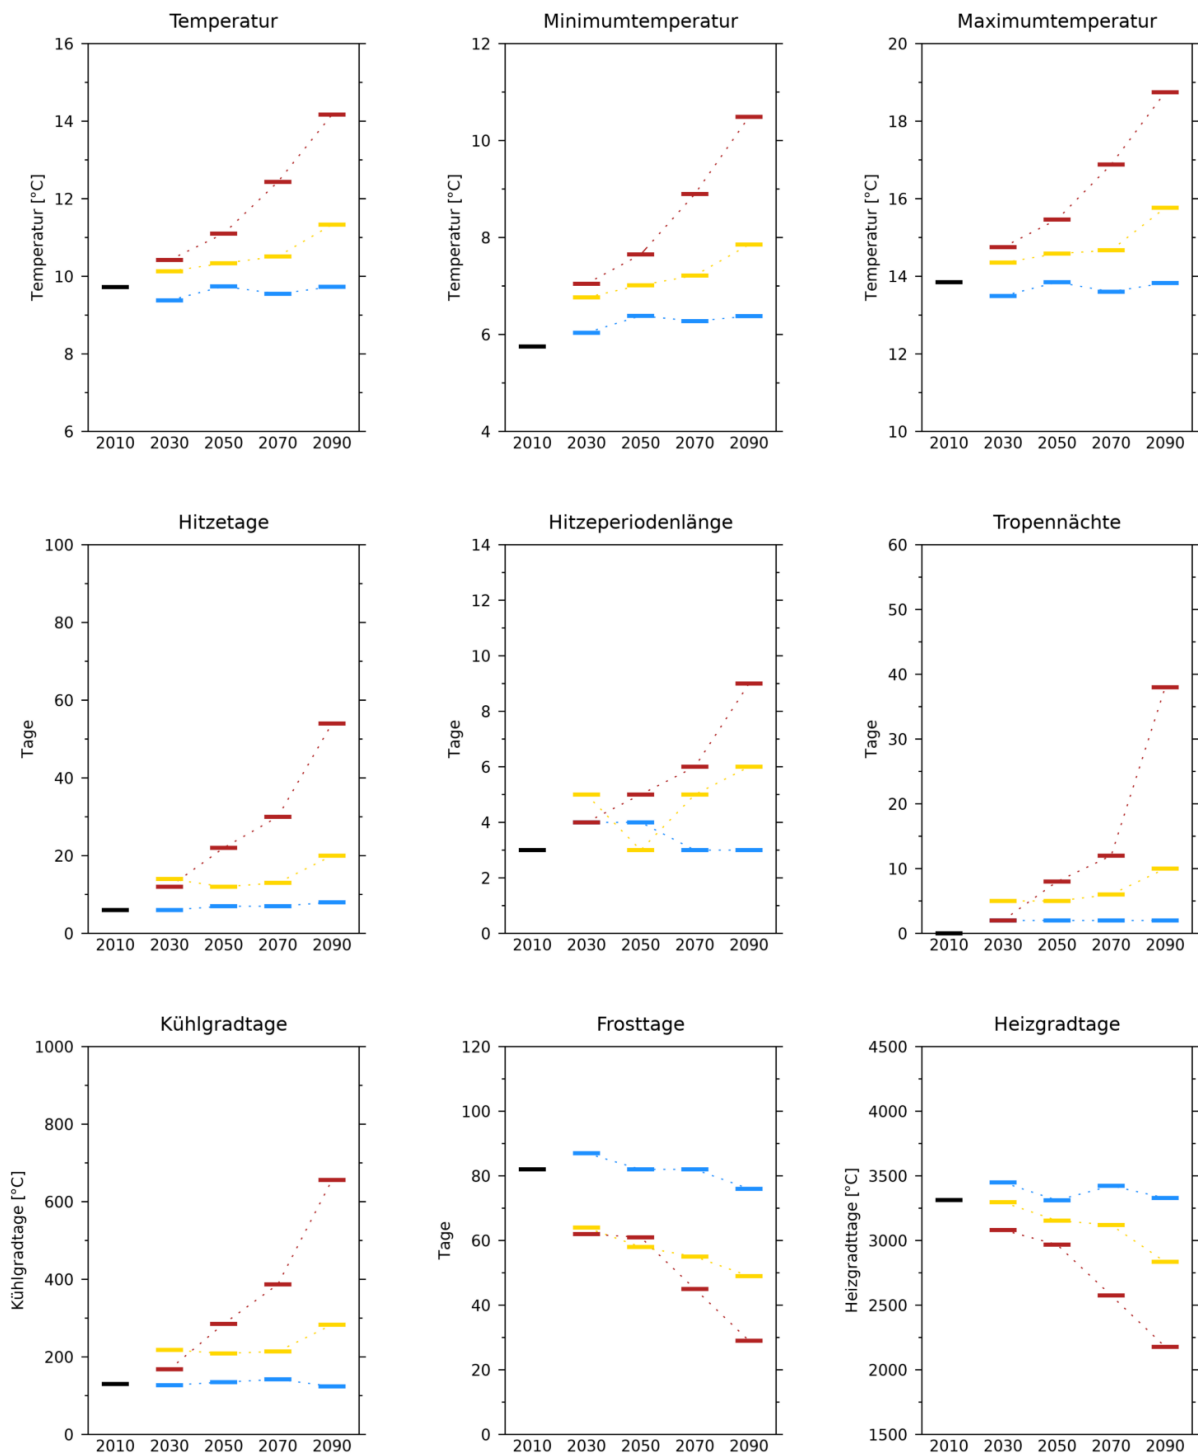 Temperatur
Minimumtemperatur
Maximumtemperatur
16
14
12
10
8
6
Temperatur [°C]
2010 2030 2050 2070 2090
12
10
8
6
4
Temperatur [°C]
2010 2030 2050 2070 2090
20
18
16
14
12
10
Temperatur [°C]
2010 2030 2050 2070 2090
Hitzetage
Hitzeperiodenlänge
Tropennächte
100
80
60
40
20
0
Tage
2010 2030 2050 2070 2090
14
12
10
8
6
4
2
0
Tage
2010 2030 2050 2070 2090
60
50
40
30
20
10
0
Tage
2010 2030 2050 2070 2090
Kühlgradtage
Frosttage
Heizgradtage
1000
800
600
400
200
0
Kühlgradtage [°C]
2010 2030 2050 2070 2090
120
100
80
60
40
20
0
Tage
2010 2030 2050 2070 2090
4500
4000
3500
3000
2500
2000
1500
Heizgradttage [°C]
2010 2030 2050 2070 2090